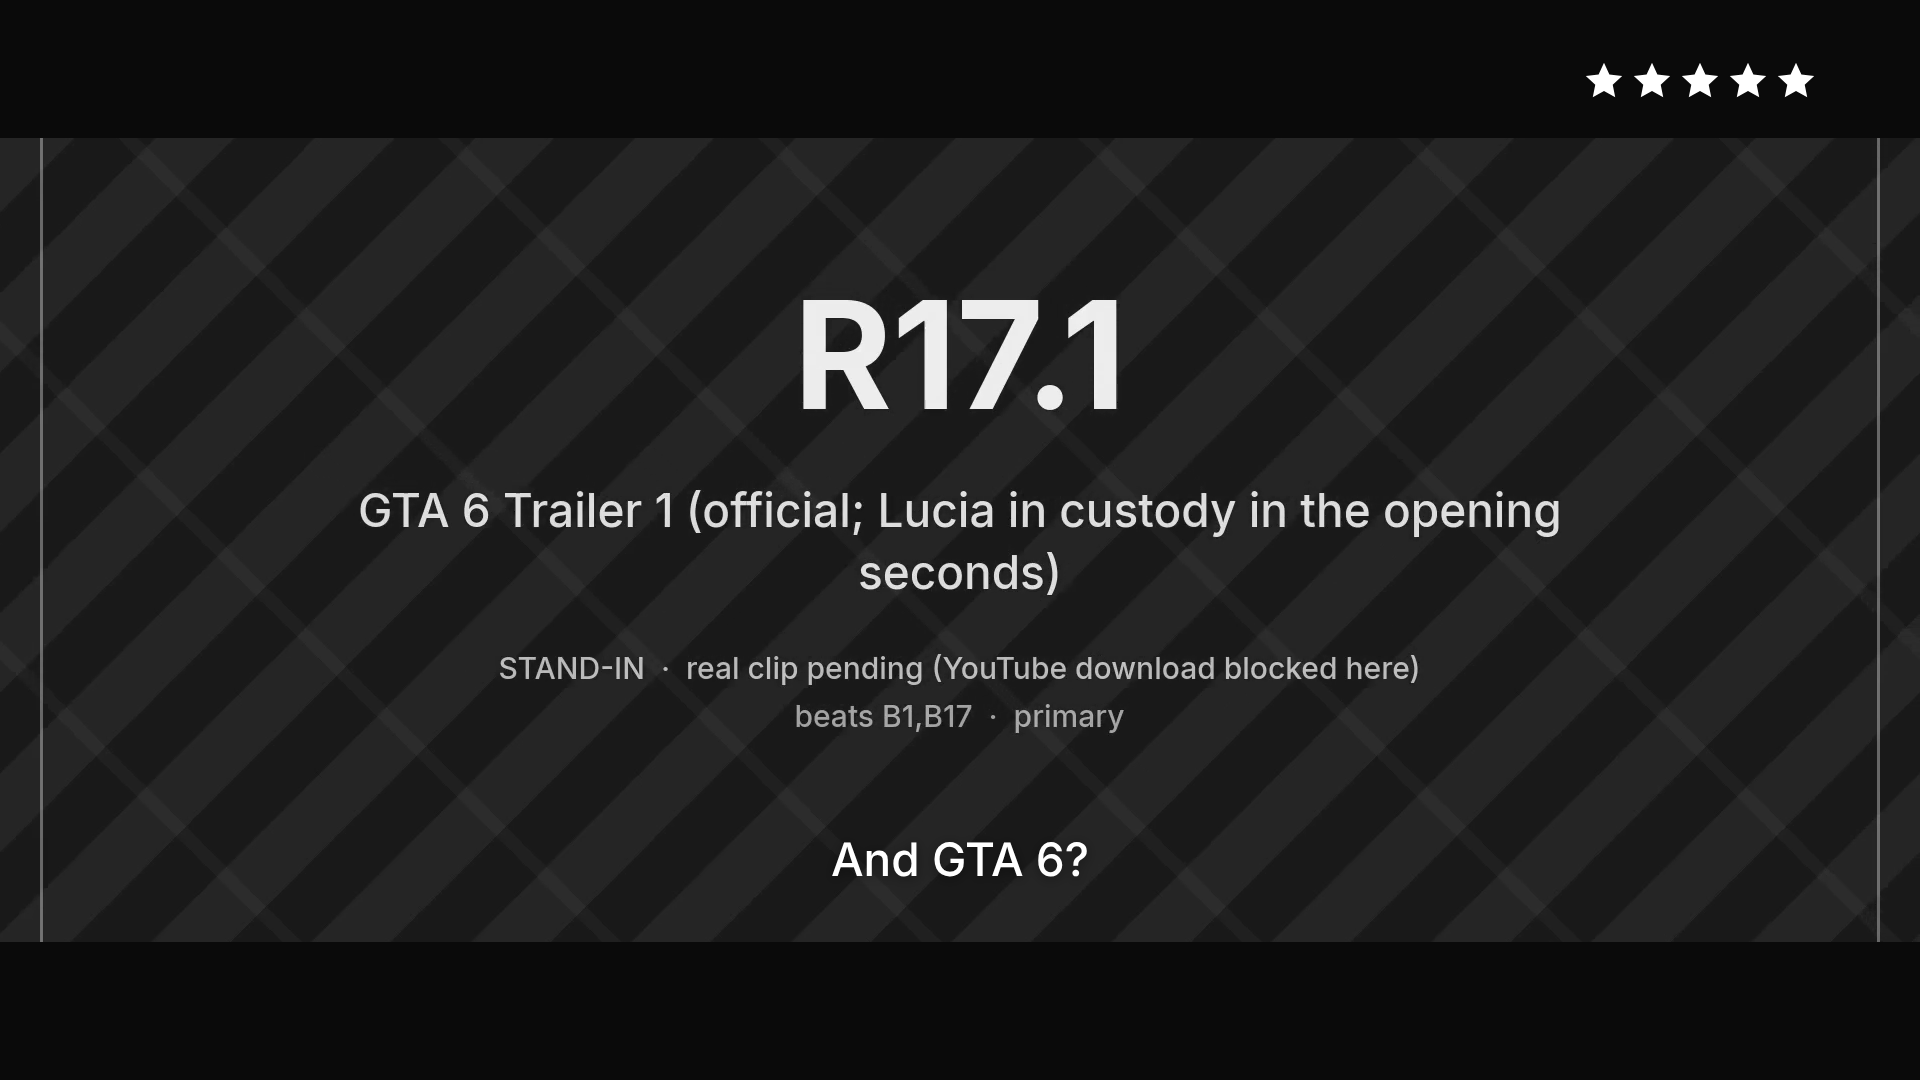 R17.1
GTA 6 Trailer 1 (official; Lucia in custody in the opening
seconds)
STAND-IN · real clip pending (YouTube download blocked here)
beats B1,B17 · primary
And GTA 6?